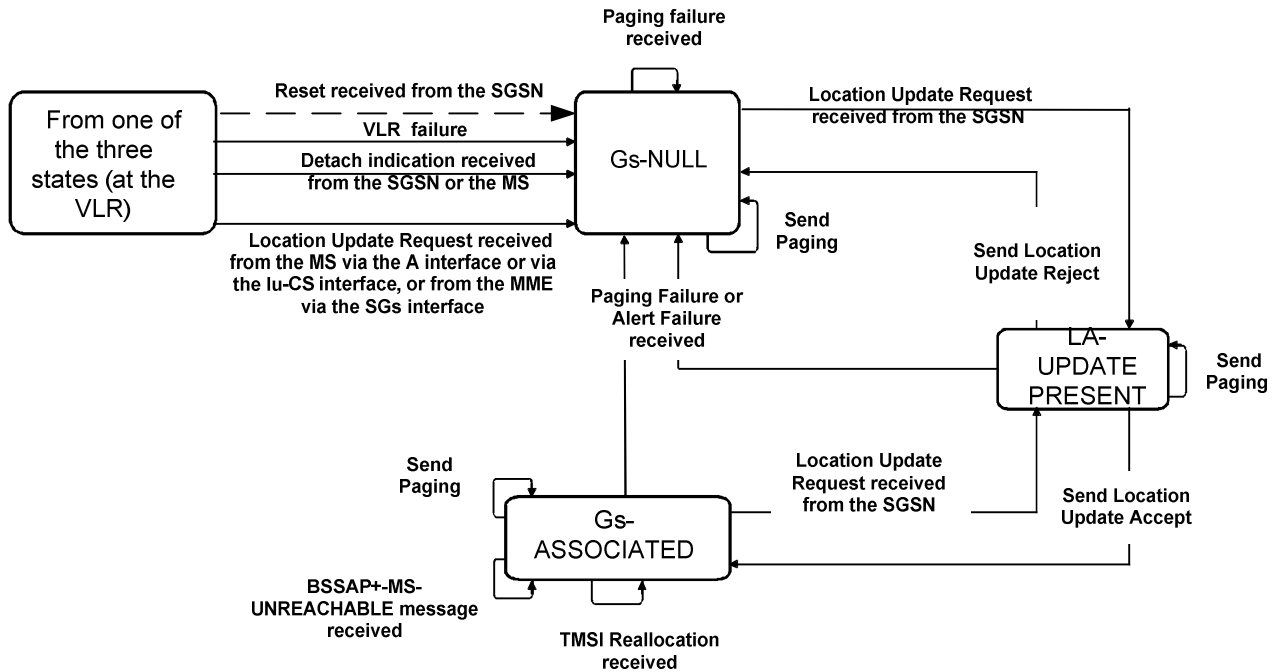 Paging failure
received
Reset received from the SGSN
VLR failure
Detach indication received
from the SGSN or the MS
Location Update Request received
from the MS via the A interface or via
the Iu-CS interface, or from the MME
via the SGs interface
From one of
the three
states (at the
VLR)
Gs-NULL
Location Update Request
received from the SGSN
Send
Paging
Send Location
Update Reject
Paging Failure or
Alert Failure
received
LA-
UPDATE
PRESENT
Send
Paging
Location Update
Request received
from the SGSN
Send Location
Update Accept
Send
Paging
Gs-
ASSOCIATED
BSSAP+-MS-
UNREACHABLE message
received
TMSI Reallocation
received